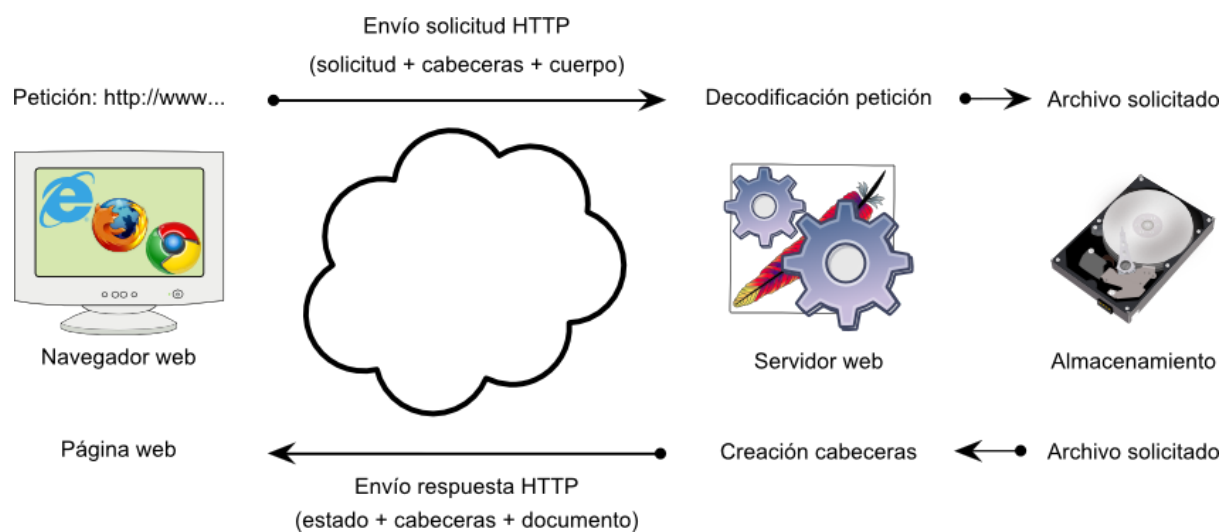 Envío solicitud HTTP
(solicitud + cabeceras + cuerpo)
Petición: http://www...
Decodificación petición
Archivo solicitado
Navegador web
Servidor web
Almacenamiento
Página web
Creación cabeceras
Archivo solicitado
Envío respuesta HTTP
(estado + cabeceras + documento)